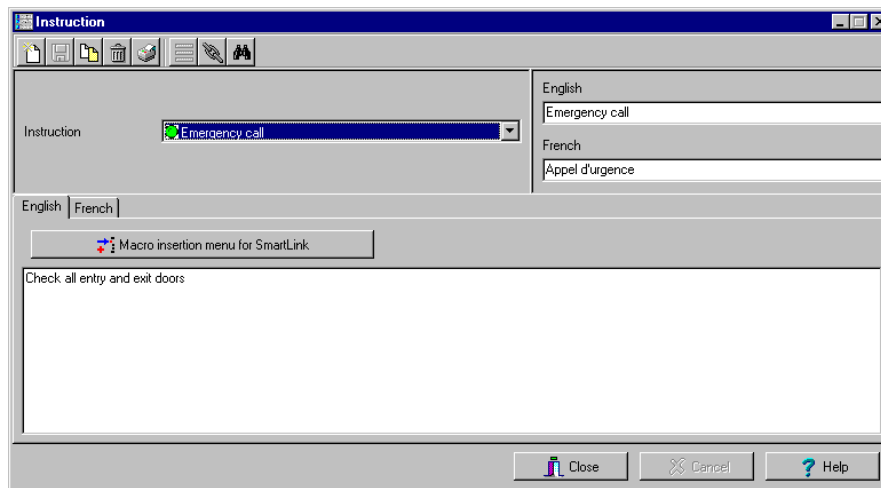 Instruction
English
Emergency call
Instruction
Emergency call
French
Appel d'urgence
English
French
Macro insertion menu for SmartLink
Check all entry and exit doors
Close
Cancel
Help